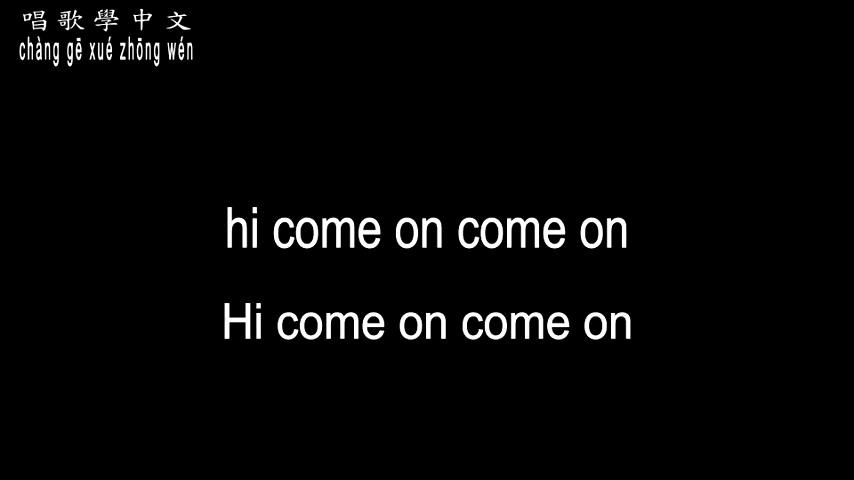 唱歌學中文
chàng gē xué zhōng wén
hi come on come on
Hi come on come on